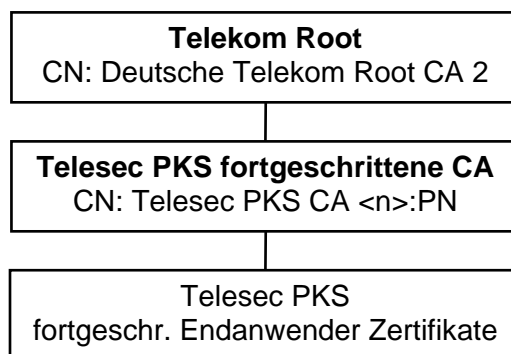 Telekom Root
CN: Deutsche Telekom Root CA 2
Telesec PKS fortgeschrittene CA
CN: Telesec PKS CA <n>:PN
Telesec PKS
fortgeschr. Endanwender Zertifikate